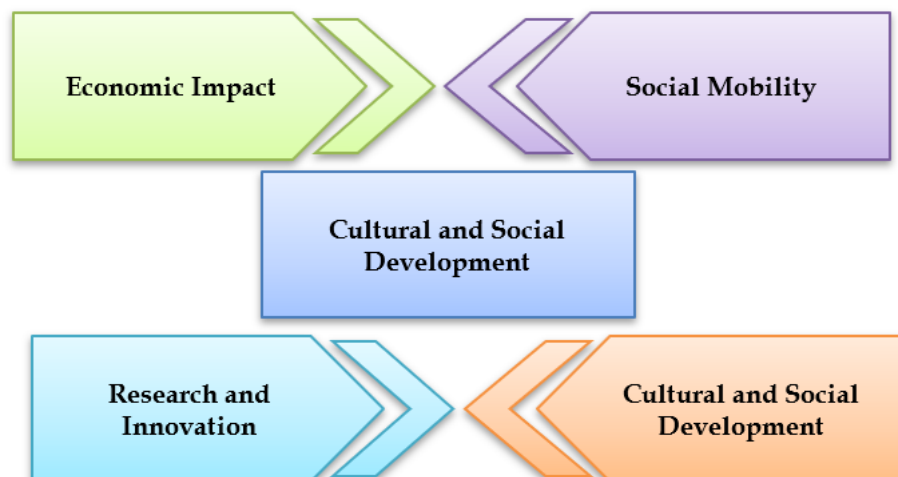 Economic Impact
Social Mobility
Cultural and Social
Development
Research and
Innovation
Cultural and Social
Development